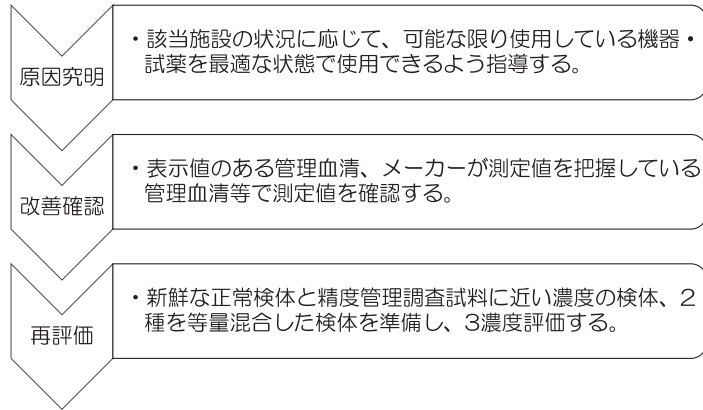 原因究明
・該当施設の状況に応じて、可能な限り使用している機器・
試薬を最適な状態で使用できるよう指導する。
改善確認
・表示値のある管理血清、メーカーが測定値を把握している
管理血清等で測定値を確認する。
再評価
・新鮮な正常検体と精度管理調査試料に近い濃度の検体、2
種を等量混合した検体を準備し、3濃度評価する。